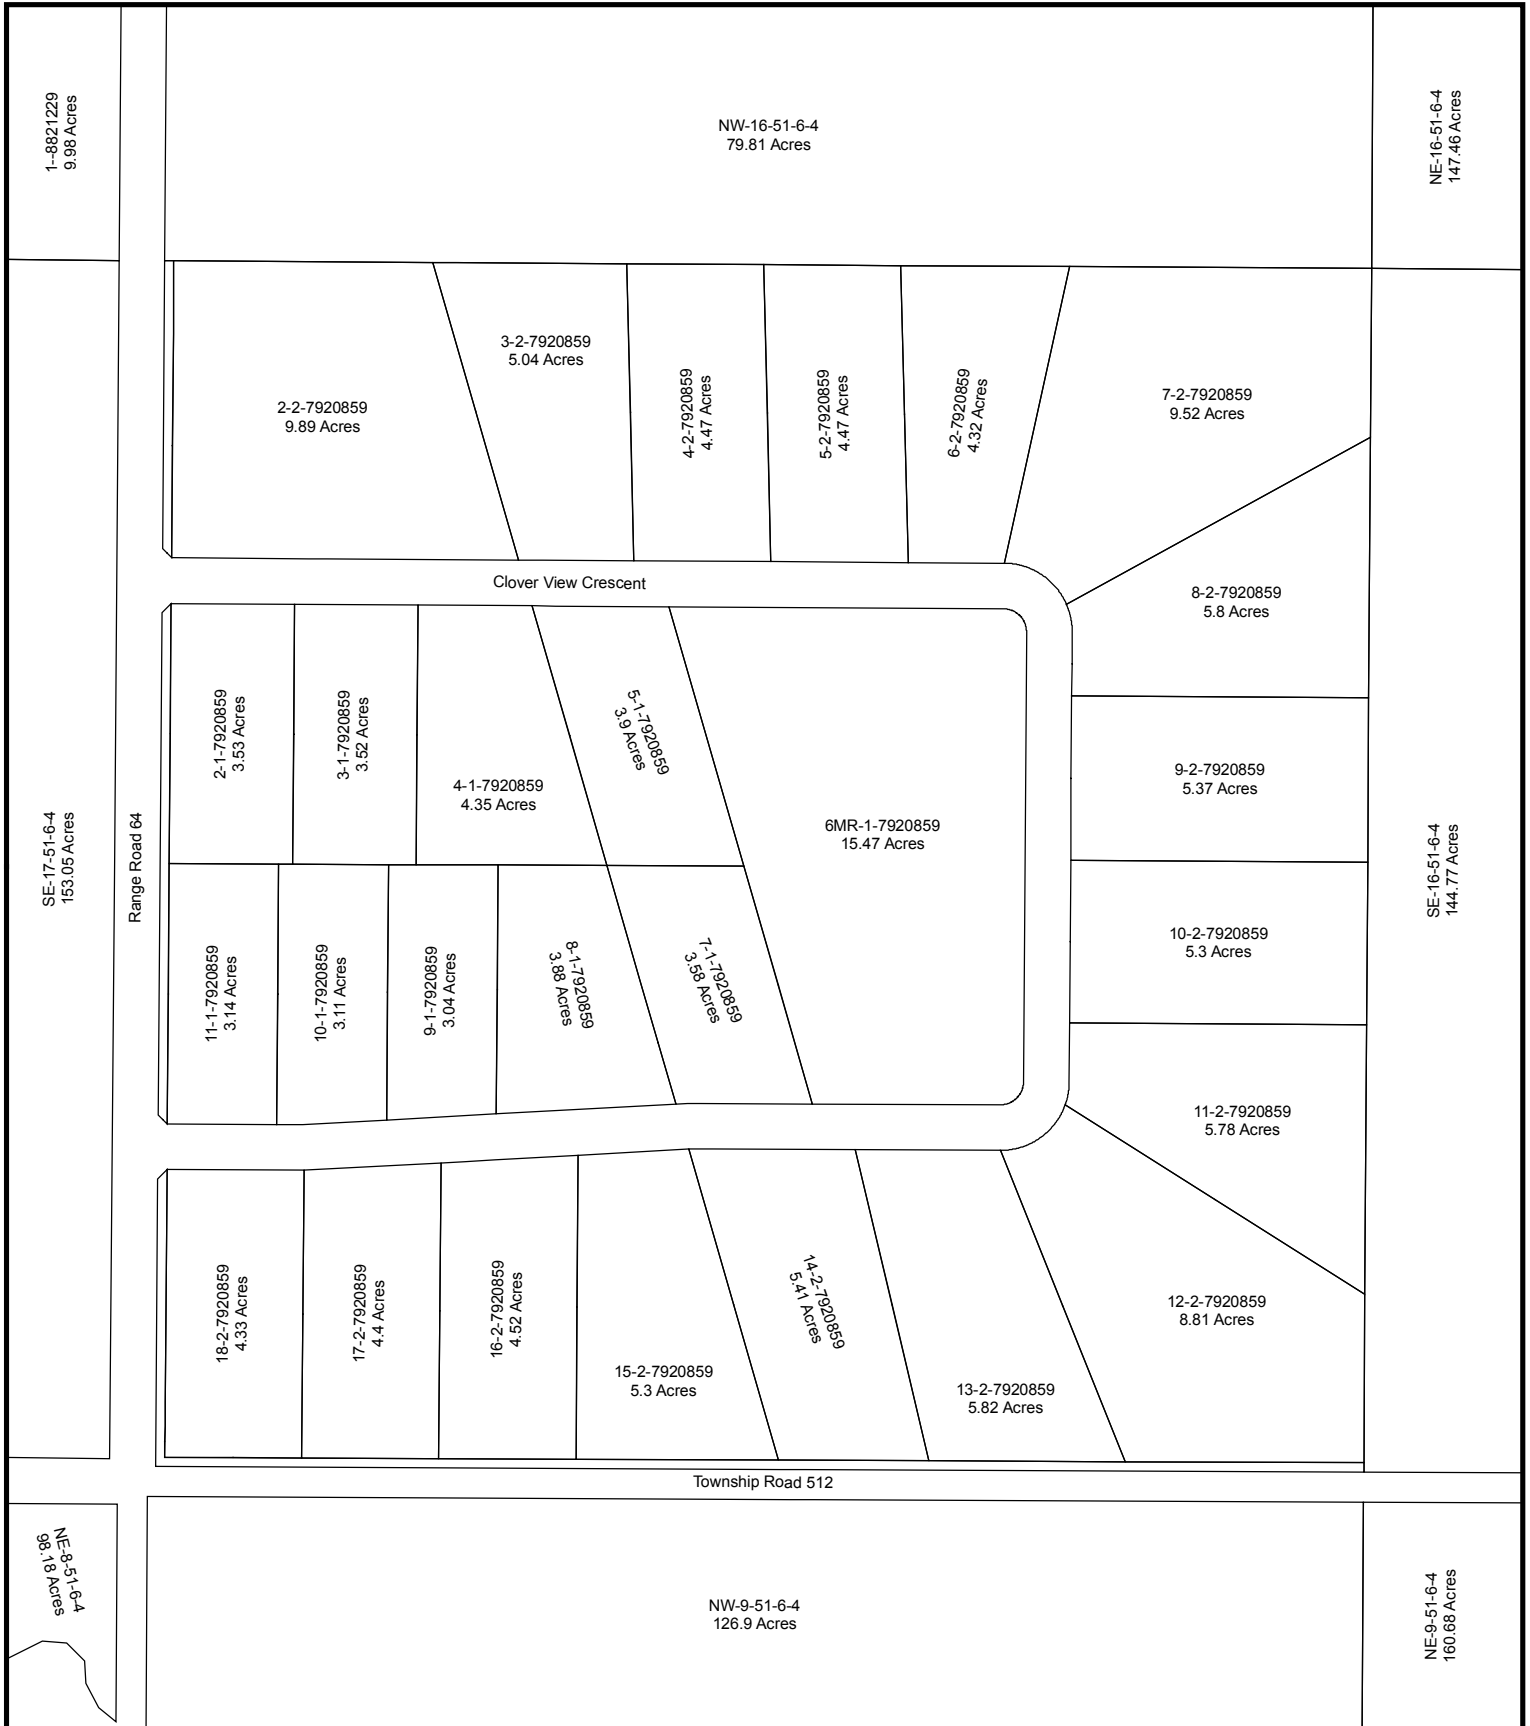 1--8821229
9.98 Acres
NW-16-51-6-4
79.81 Acres
NE-16-51-6-4
147.46 Acres
2-2-7920859
9.89 Acres
3-2-7920859
5.04 Acres
4-2-7920859
4.47 Acres
5-2-7920859
4.47 Acres
6-2-7920859
4.32 Acres
7-2-7920859
9.52 Acres
Clover View Crescent
8-2-7920859
5.8 Acres
2-1-7920859
3.53 Acres
3-1-7920859
3.52 Acres
4-1-7920859
4.35 Acres
5-1-7920859
3.9 Acres
6MR-1-7920859
15.47 Acres
9-2-7920859
5.37 Acres
SE-17-51-6-4
153.05 Acres
Range Road 64
SE-16-51-6-4
144.77 Acres
11-1-7920859
3.14 Acres
10-1-7920859
3.11 Acres
9-1-7920859
3.04 Acres
8-1-7920859
3.88 Acres
7-1-7920859
3.58 Acres
10-2-7920859
5.3 Acres
11-2-7920859
5.78 Acres
18-2-7920859
4.33 Acres
17-2-7920859
4.4 Acres
16-2-7920859
4.52 Acres
15-2-7920859
5.3 Acres
14-2-7920859
5.41 Acres
13-2-7920859
5.82 Acres
12-2-7920859
8.81 Acres
Township Road 512
NE-8-51-6-4
98.18 Acres
NW-9-51-6-4
126.9 Acres
NE-9-51-6-4
160.68 Acres